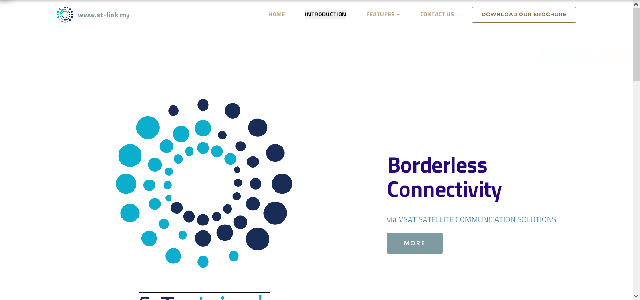 www.st-link.my
HOME
INTRODUCTION
FEATURES
CONTACT US
DOWNLOAD OUR BROCHURE
Borderless
Connectivity
via VSAT SATELLITE COMMUNICATION SOLUTIONS
MORE